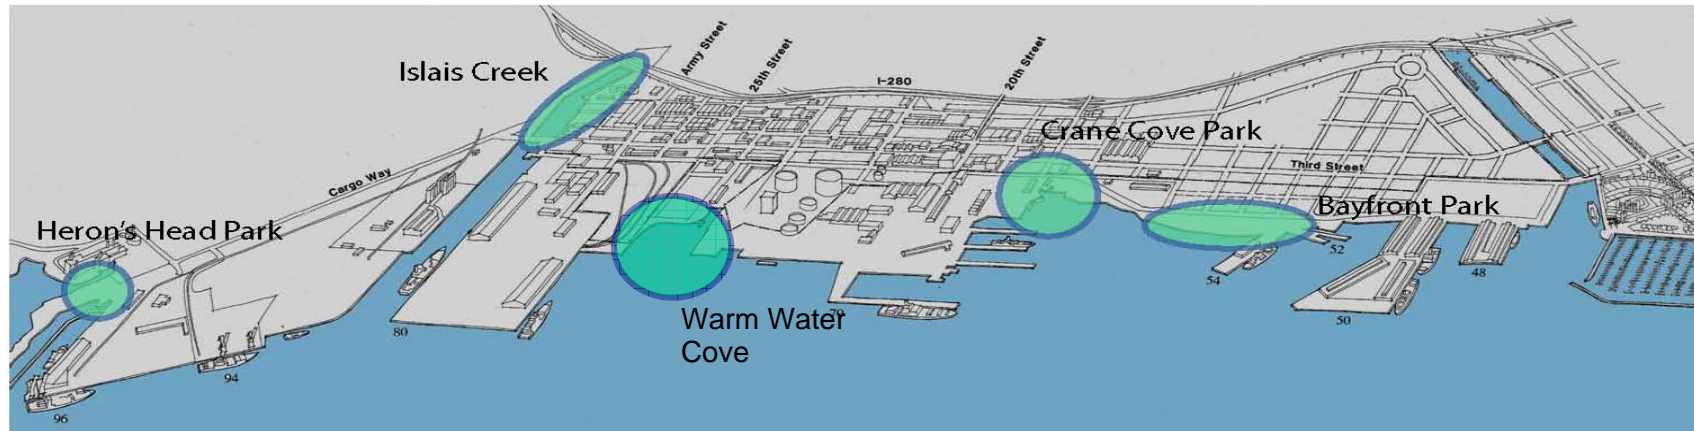 Islais Creek
Army Street
25th Street
I-280
20th Street
Crane Cove Park
Third Street
Cargo Way
Heron's Head Park
Bayfront Park
52
54
48
50
80
70
Warm Water
Cove
94
96